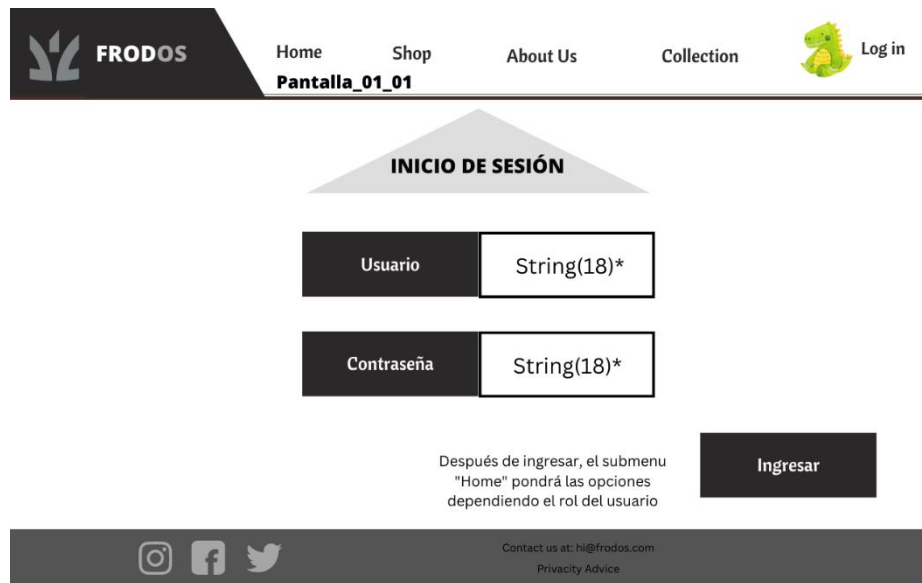 FRODOS
Home Shop About Us Collection Log in
Pantalla_01_01
INICIO DE SESIÓN
Usuario String(18)*
Contraseña String(18)*
Después de ingresar, el submenu
"Home" pondrá las opciones
dependiendo el rol del usuario
Ingresar
Contact us at: hi@frodos.com
Privacity Advice